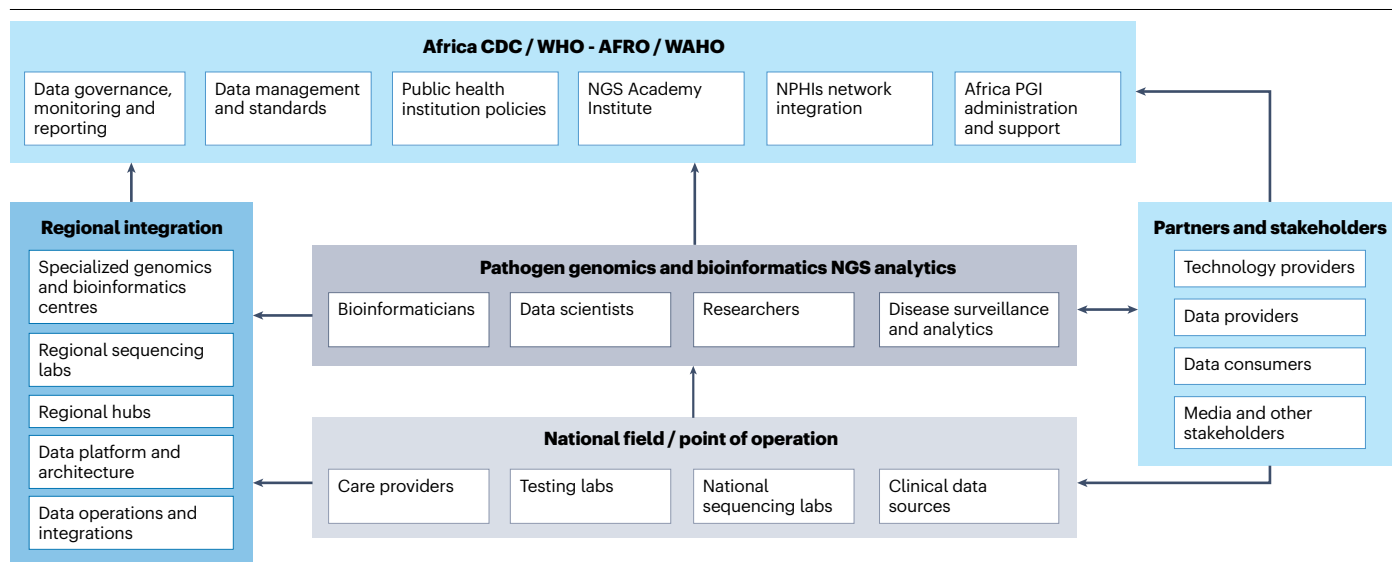 Africa CDC / WHO - AFRO / WAHO
Data governance,
monitoring and
reporting
Data management
and standards
Public health
institution policies
NGS Academy
Institute
NPHIs network
integration
Africa PGI
administration
and support
Regional integration
Specialized genomics
and bioinformatics
centres
Regional sequencing
labs
Regional hubs
Data platform and
architecture
Data operations and
integrations
Pathogen genomics and bioinformatics NGS analytics
Bioinformaticians
Data scientists
Researchers
Disease surveillance
and analytics
National field / point of operation
Care providers
Testing labs
National
sequencing labs
Clinical data
sources
Partners and stakeholders
Technology providers
Data providers
Data consumers
Media and other
stakeholders